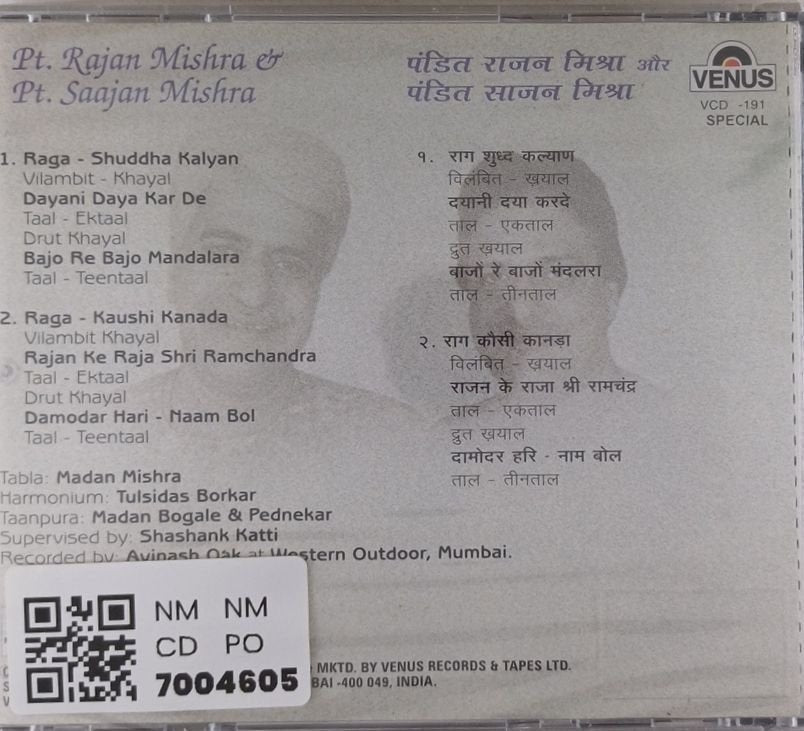 Pt. Rajan Mishra &
Pt. Saajan Mishra
1. Raga - Shuddha Kalyan
Vilambit - Khayal
Dayani Daya Kar De
Taal - Ektaal
Drut Khayal
Bajo Re Bajo Mandalara
Taal - Teentaal
2. Raga - Kaushi Kanada
Vilambit Khayal
Rajan Ke Raja Shri Ramchandra
Taal - Ektaal
Drut Khayal
Damodar Hari - Naam Bol
Taal - Teentaal
Tabla: Madan Mishra
Harmonium: Tulsidas Borkar
Taanpura: Madan Bogale & Pednekar
Supervised by: Shashank Katti
Recorded by: Avinash Oak at Western Outdoor, Mumbai.
पंडित राजन मिश्रा और
पंडित साजन मिश्रा
VENUS
VCD -191
SPECIAL
१. राग शुध्द कल्याण
विलंबित - ख़याल
दयानी दया करदे
ताल - एकताल
द्रुत ख़याल
बाजों रे बाजों मंदलरा
ताल - तीनताल
२. राग कौसी कानडा
विलंबित - ख़याल
राजन के राजा श्री रामचंद्र
ताल - एकताल
द्रुत ख़याल
दामोदर हरि - नाम बोल
ताल - तीनताल
NM NM
CD PO
7004605
MKTD. BY VENUS RECORDS & TAPES LTD.
BAI -400 049, INDIA.